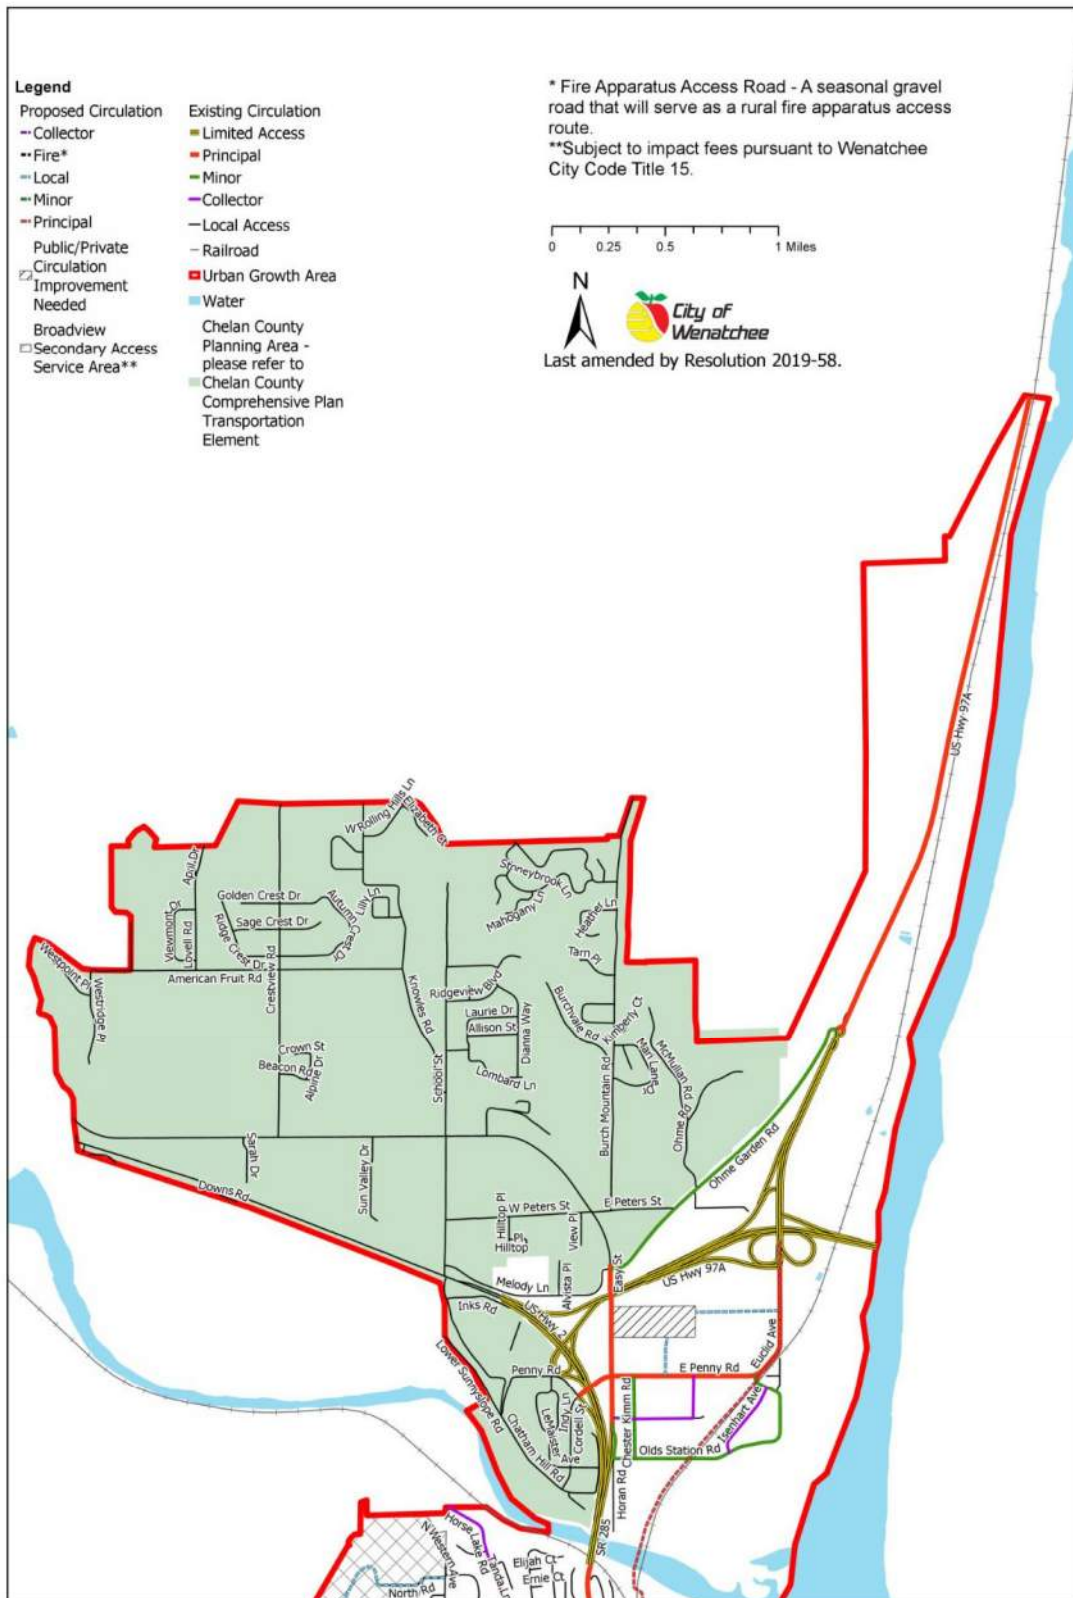 Legend
Proposed Circulation
Collector
Fire*
Local
Minor
Principal
Public/Private
Circulation
Improvement
Needed
Broadview
Secondary Access
Service Area**
Existing Circulation
Limited Access
Principal
Minor
Collector
Local Access
Railroad
Urban Growth Area
Water
Chelan County
Planning Area -
please refer to
Chelan County
Comprehensive Plan
Transportation
Element
* Fire Apparatus Access Road - A seasonal gravel
road that will serve as a rural fire apparatus access
route.
**Subject to impact fees pursuant to Wenatchee
City Code Title 15.
0 0.25 0.5 1 Miles
N
City of
Wenatchee
Last amended by Resolution 2019-58.
US Hwy 97A
W Rolling Hills Ln
Elizabeth Ct
April Dr
Golden Crest Dr
Autumn Crest Dr
Lilly Ln
Stoneybrook Ln
Mahogany Ln
Heather Ln
Viewmont Dr
Lovell Rd
Ridge Crest Dr
Sage Crest Dr
Tarn Pl
Westpoint Pl
Westridge Pl
American Fruit Rd
Crestview Rd
Knowles Rd
Ridgeview Blvd
Burchvale Rd
Kimberly Ct
Laurie Dr
Allison St
Dianna Way
Mari Lane Ct
McMullan Rd
Crown St
Beacon Rd
Alpine Dr
School St
Lombard Ln
Burch Mountain Rd
Ohme Rd
Ohme Garden Rd
Sarah Dr
Sun Valley Dr
Downs Rd
Hilltop Pl
W Peters St
E Peters St
View Pl
Hilltop Pl
Melody Ln
Alvista Pl
Easy St
US Hwy 97A
Inks Rd
US Hwy 2
Euclid Ave
Lower Sunnyslope Rd
Penny Rd
E Penny Rd
Indy Ln
LeMaister Ave
Cordell St
Chester Kimm Rd
Isenhart Ave
Chatham Hill Rd
Olds Station Rd
Horan Rd
SR 285
Horse Lake Rd
N Western Ave
Tanda Ln
Elijah Ct
Ernie Ct
North Rd